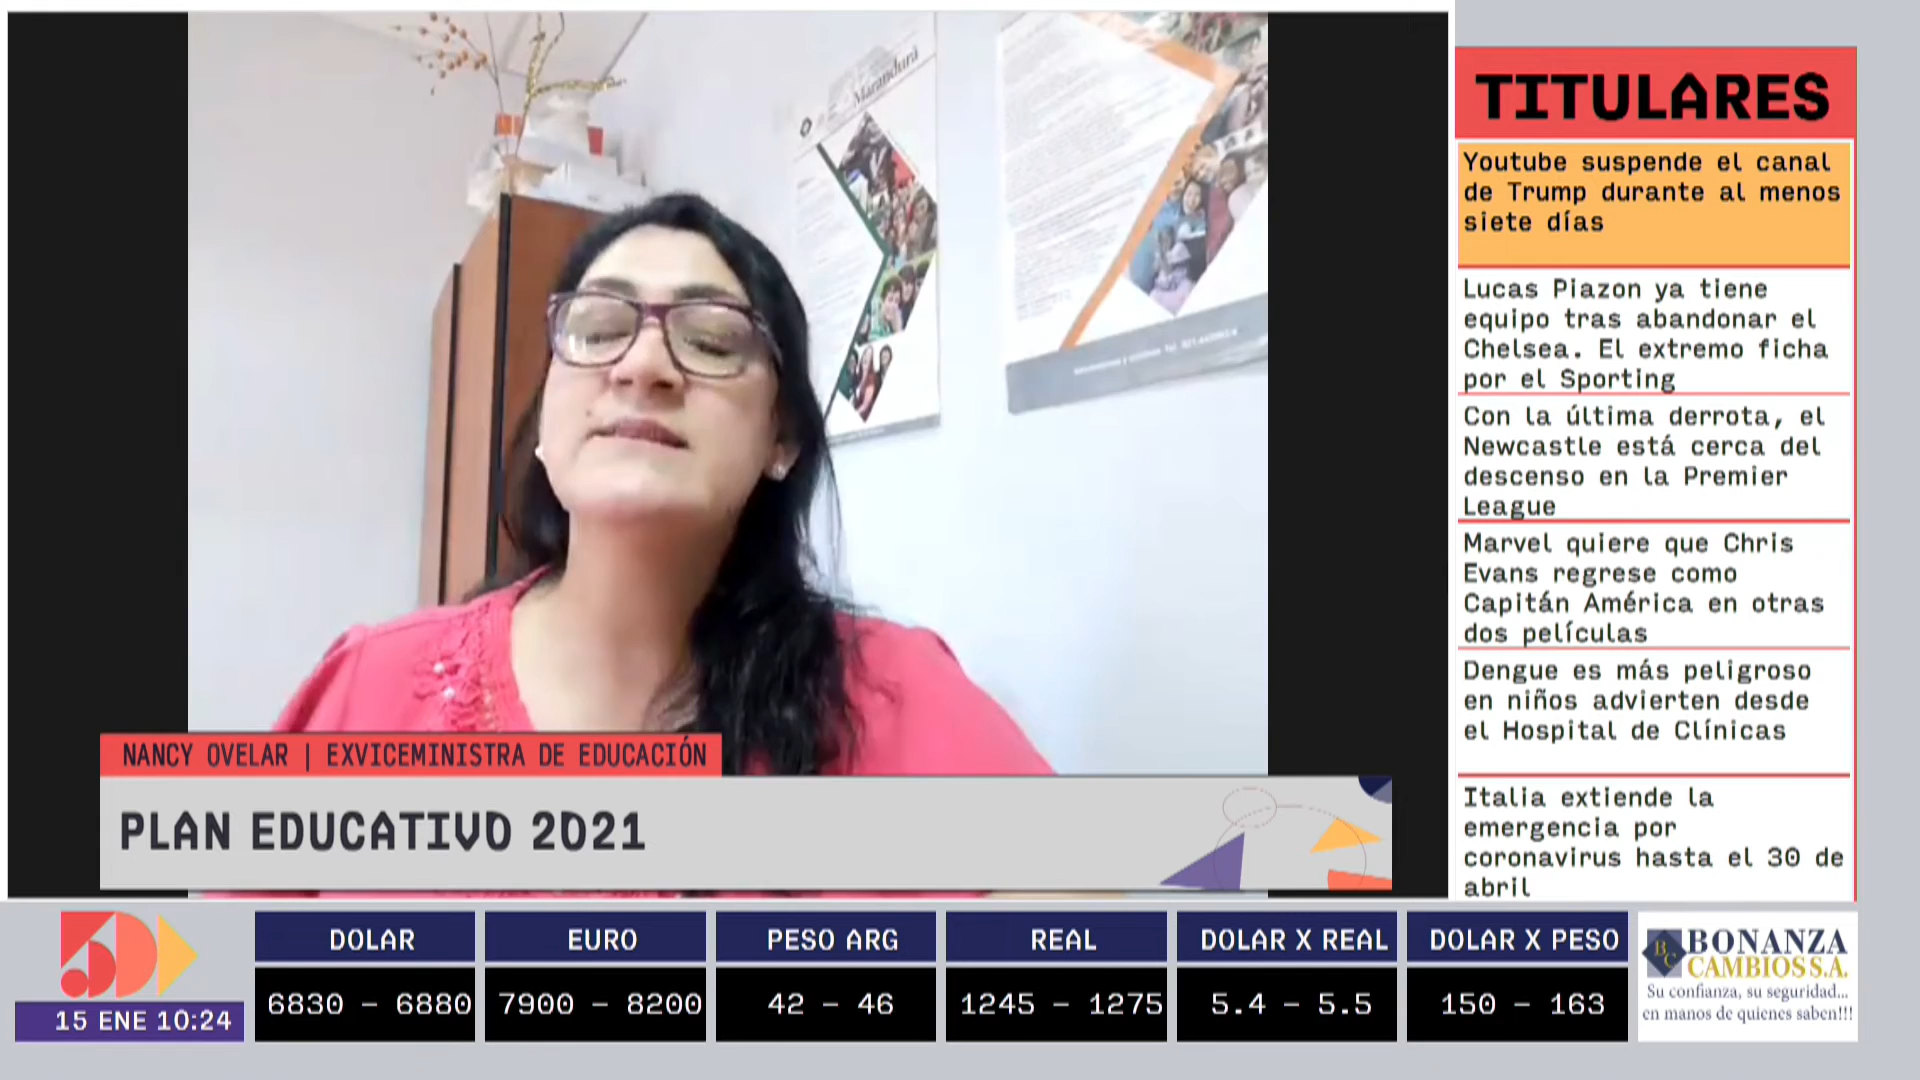 Marandurá
TITULARES
Youtube suspende el canal
de Trump durante al menos
siete días
Lucas Piazon ya tiene
equipo tras abandonar el
Chelsea. El extremo ficha
por el Sporting
Con la última derrota, el
Newcastle está cerca del
descenso en la Premier
League
Marvel quiere que Chris
Evans regrese como
Capitán América en otras
dos películas
Dengue es más peligroso
en niños advierten desde
el Hospital de Clínicas
Italia extiende la
emergencia por
coronavirus hasta el 30 de
abril
NANCY OVELAR | EXVICEMINISTRA DE EDUCACIÓN
PLAN EDUCATIVO 2021
15 ENE 10:24
DOLAR
6830 - 6880
EURO
7900 - 8200
PESO ARG
42 - 46
REAL
1245 - 1275
DOLAR X REAL
5.4 - 5.5
DOLAR X PESO
150 - 163
BC
BONANZA
CAMBIOS S.A.
Su confianza, su seguridad...
en manos de quienes saben!!!